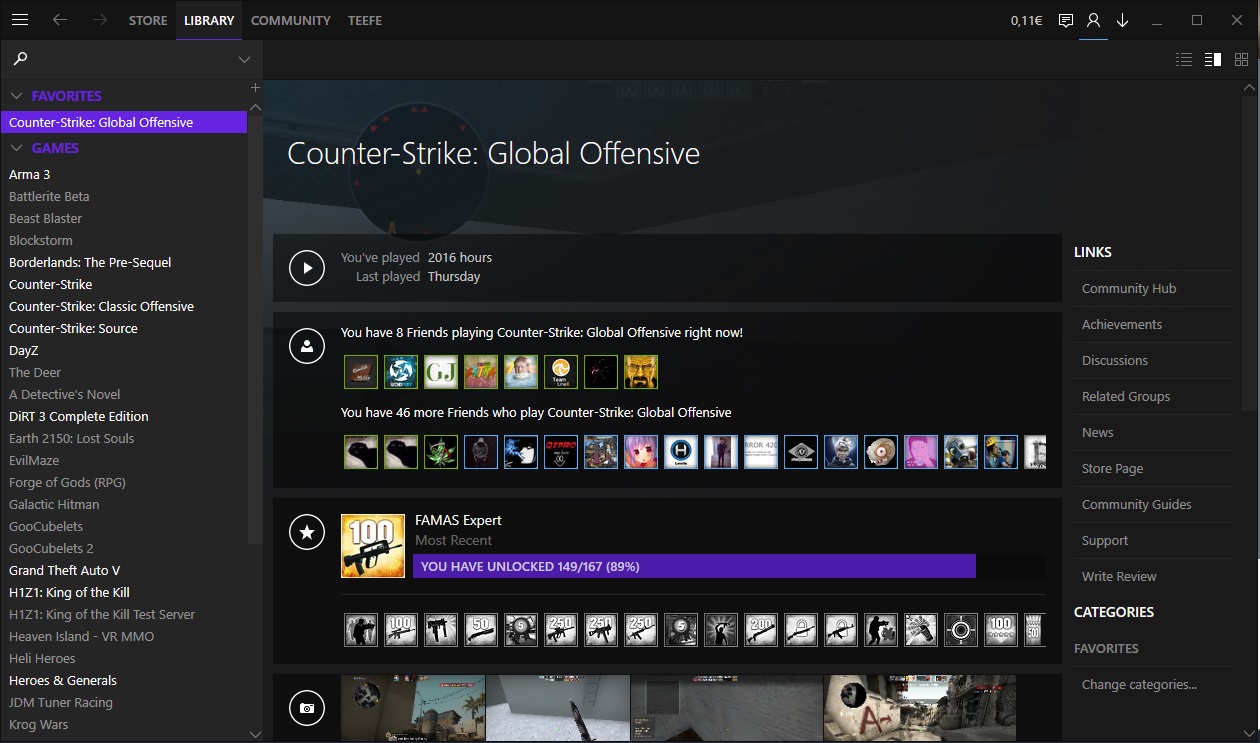 STORE LIBRARY COMMUNITY TEEFE 0,11€
FAVORITES
Counter-Strike: Global Offensive
GAMES
Arma 3
Battlerite Beta
Beast Blaster
Blockstorm
Borderlands: The Pre-Sequel
Counter-Strike
Counter-Strike: Classic Offensive
Counter-Strike: Source
DayZ
The Deer
A Detective's Novel
DiRT 3 Complete Edition
Earth 2150: Lost Souls
EvilMaze
Forge of Gods (RPG)
Galactic Hitman
GooCubelets
GooCubelets 2
Grand Theft Auto V
H1Z1: King of the Kill
H1Z1: King of the Kill Test Server
Heaven Island - VR MMO
Heli Heroes
Heroes & Generals
JDM Tuner Racing
Krog Wars
Counter-Strike: Global Offensive
You've played 2016 hours
Last played Thursday
You have 8 Friends playing Counter-Strike: Global Offensive right now!
GJ
You have 46 more Friends who play Counter-Strike: Global Offensive
100
FAMAS Expert
Most Recent
YOU HAVE UNLOCKED 149/167 (89%)
100 50 5 250 250 250 5 200 100 500
A
LINKS
Community Hub
Achievements
Discussions
Related Groups
News
Store Page
Community Guides
Support
Write Review
CATEGORIES
FAVORITES
Change categories...